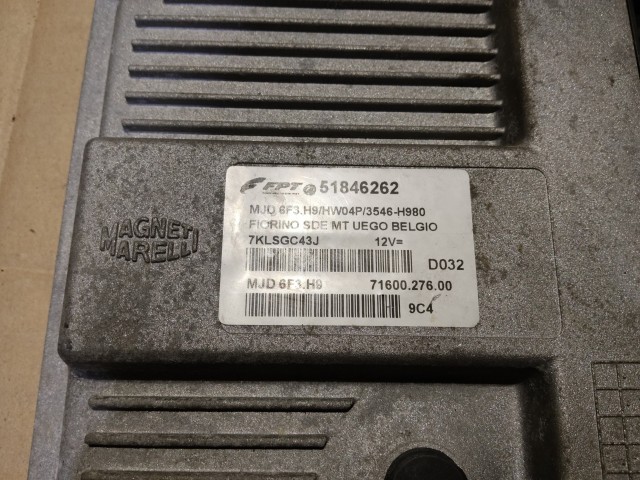 MAGNETI
MARELLI
FPT 51846262
MJD 6F3.H9/HW04P/3546-H980
FIORINO SDE MT UEGO BELGIO
7KLSGC43J 12V=
D032
MJD 6F3.H9 71600.276.00
9C4